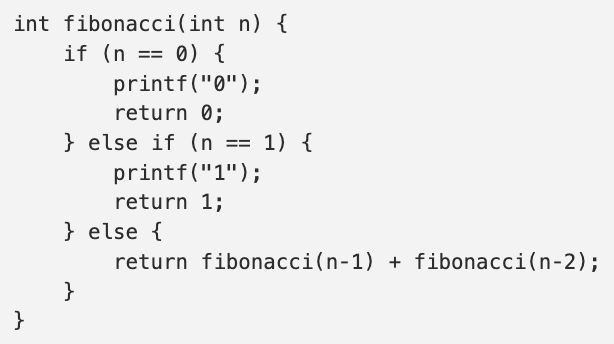 int fibonacci(int n) {
    if (n == 0) {
        printf("0");
        return 0;
    } else if (n == 1) {
        printf("1");
        return 1;
    } else {
        return fibonacci(n-1) + fibonacci(n-2);
    }
}